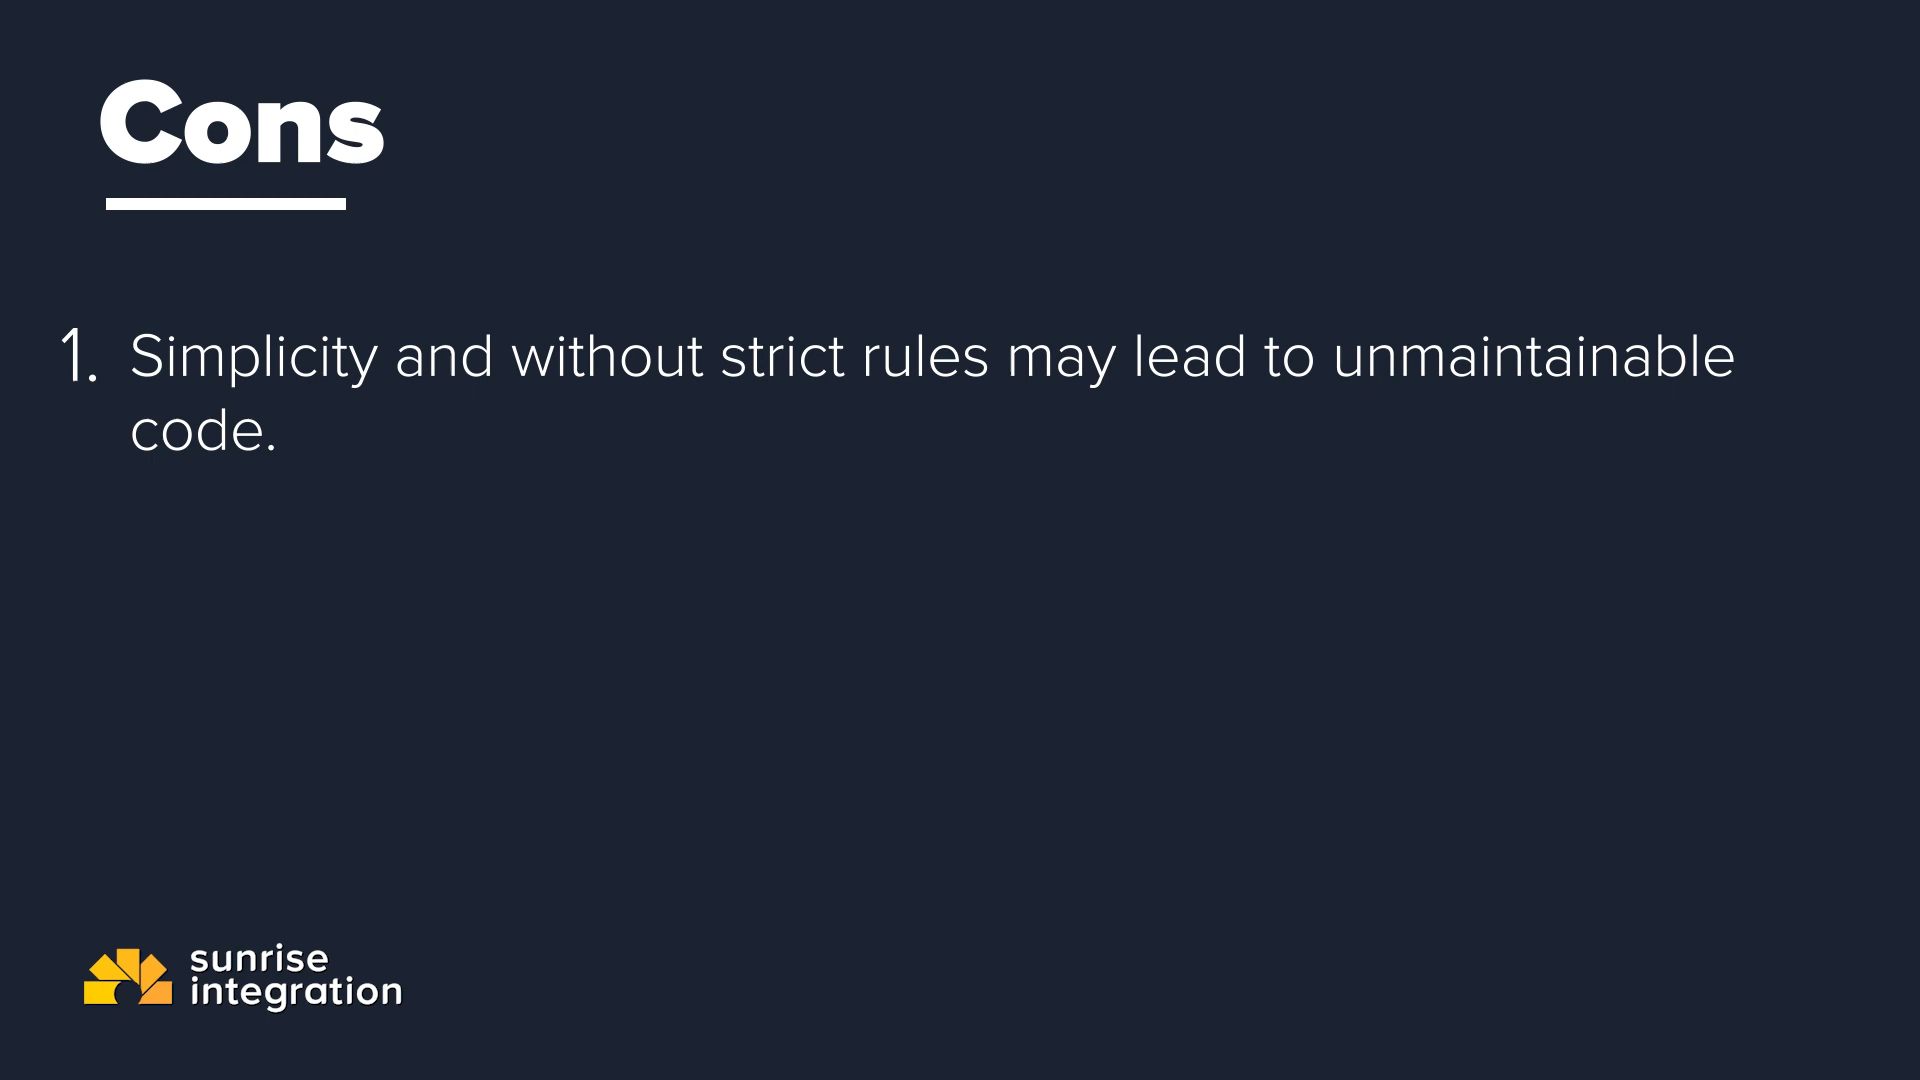 Cons
1. Simplicity and without strict rules may lead to unmaintainable
code.
sunrise
integration